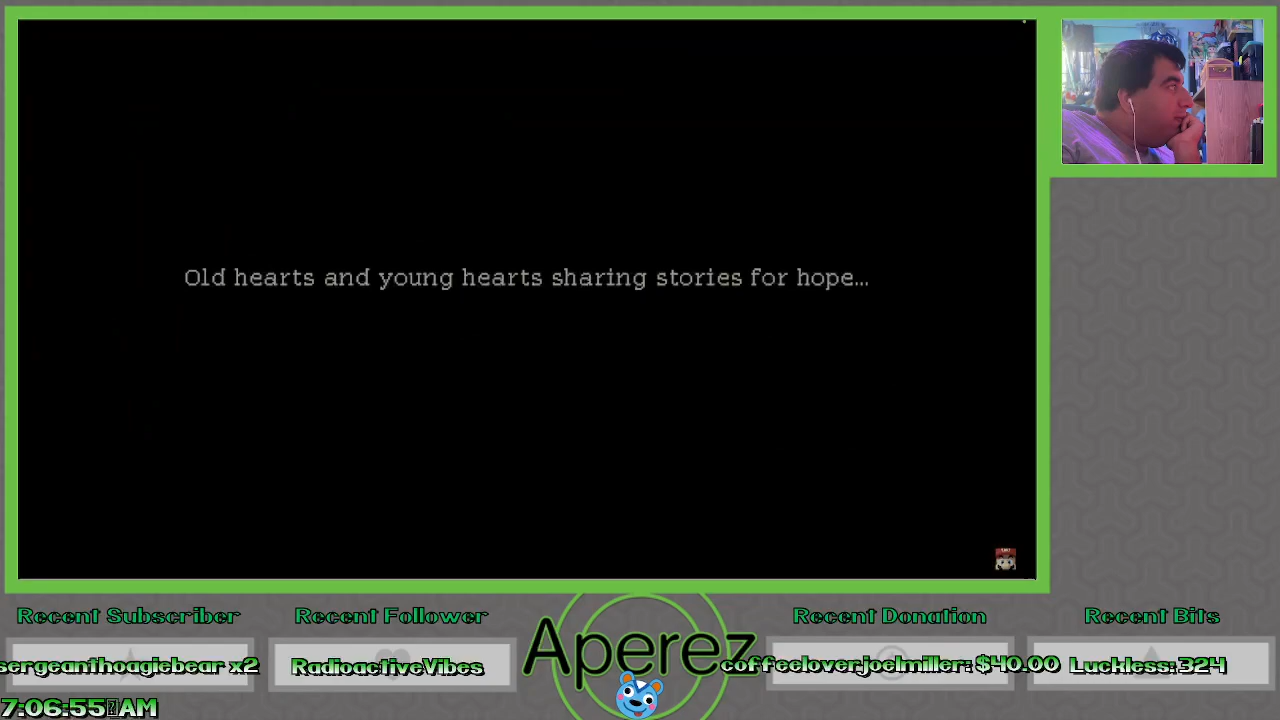 Old hearts and young hearts sharing stories for hope...
Recent Subscriber
Recent Follower
Recent Donation
Recent Bits
sergeanthoagiebear x2
RadioactiveVibes
Aperez
coffeeloverjoelmiller: $40.00
Luckless: 324
7:06:55 AM